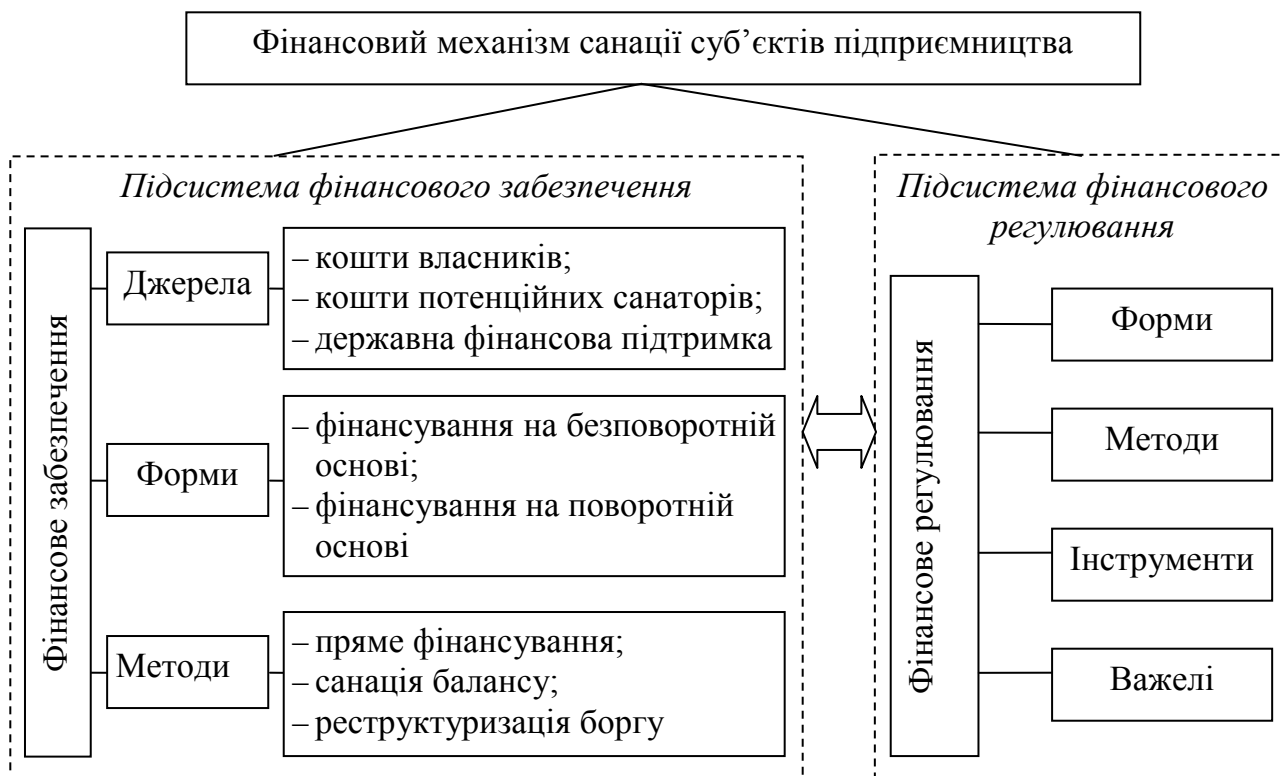 Фінансовий механізм санації суб’єктів підприємництва
Підсистема фінансового забезпечення
Фінансове забезпечення
Джерела
– кошти власників;
– кошти потенційних санаторів;
– державна фінансова підтримка
Форми
– фінансування на безповоротній
основі;
– фінансування на поворотній
основі
Методи
– пряме фінансування;
– санація балансу;
– реструктуризація боргу
Підсистема фінансового
регулювання
Фінансове регулювання
Форми
Методи
Інструменти
Важелі